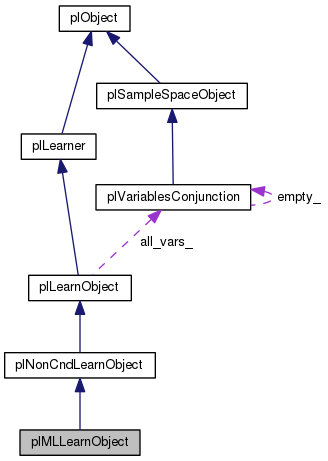 plObject
plSampleSpaceObject
plLearner
plVariablesConjunction
empty_
all_vars_
plLearnObject
plNonCndLearnObject
plMLLearnObject